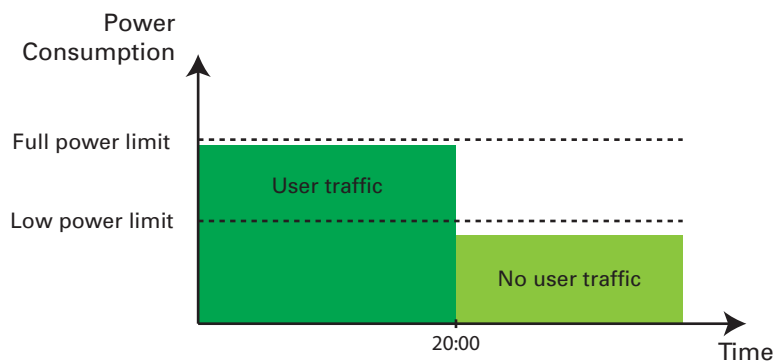 Power
Consumption
Full power limit
User traffic
Low power limit
No user traffic
20:00
Time